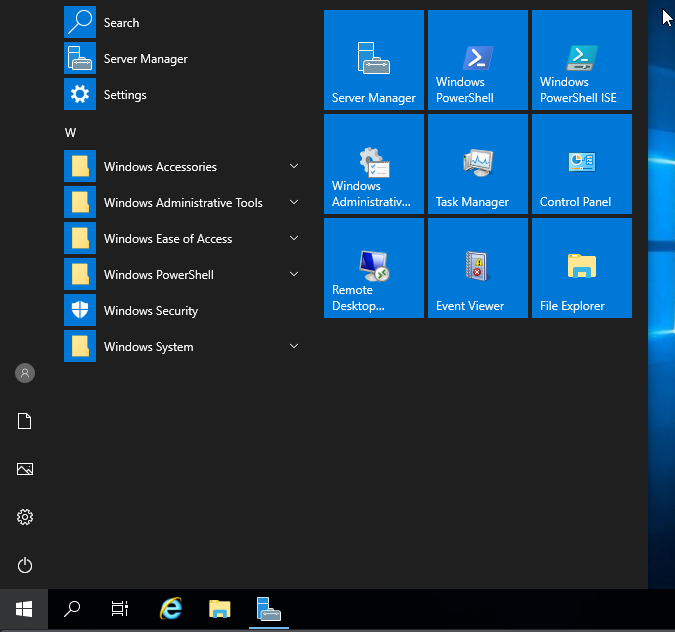 Search
Server Manager
Settings
W
Windows Accessories
Windows Administrative Tools
Windows Ease of Access
Windows PowerShell
Windows Security
Windows System
Server Manager
Windows
PowerShell
Windows
PowerShell ISE
Windows
Administrativ...
Task Manager
Control Panel
Remote
Desktop...
Event Viewer
File Explorer